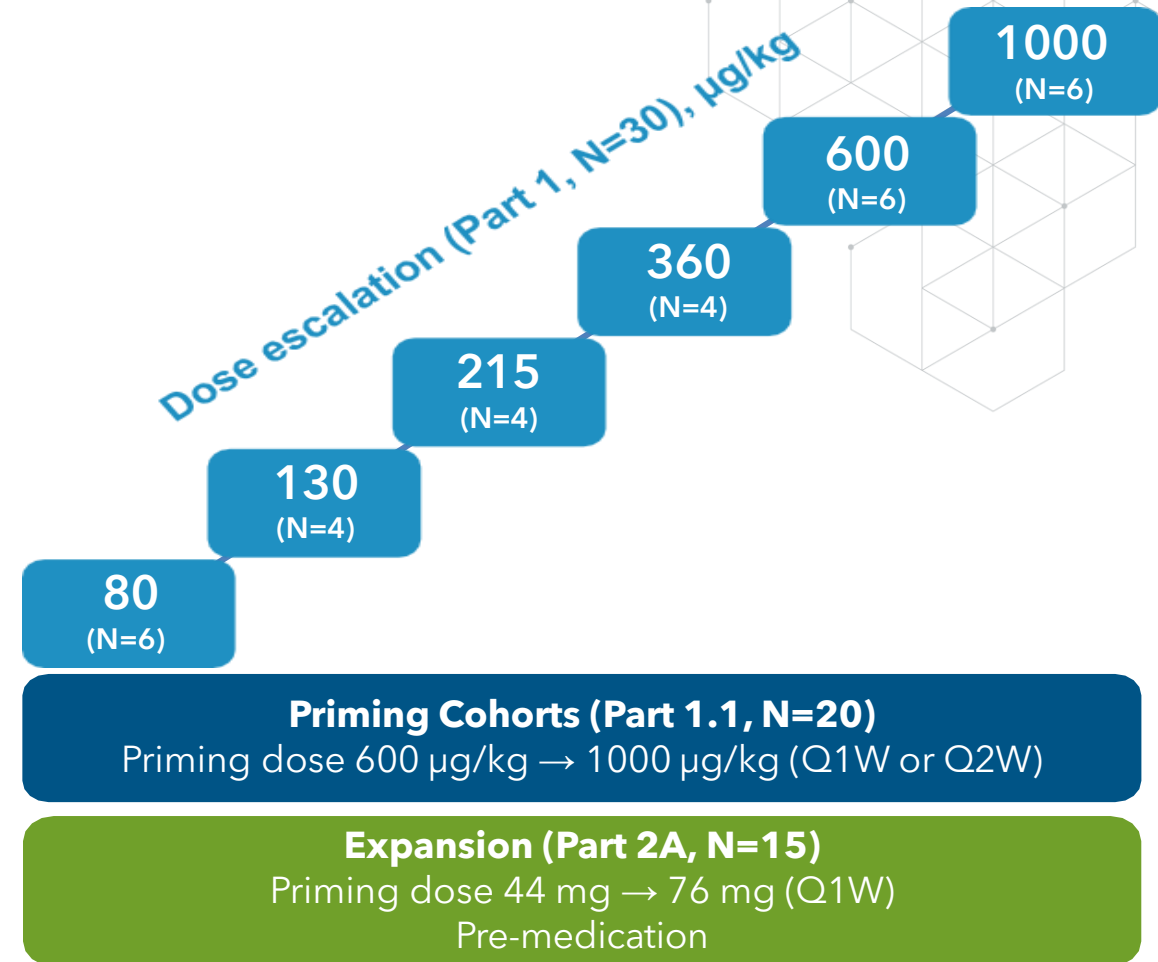 1000
(N=6)
Dose escalation (Part 1, N=30), µg/kg
600
(N=6)
360
(N=4)
215
(N=4)
130
(N=4)
80
(N=6)
Priming Cohorts (Part 1.1, N=20)
Priming dose 600 µg/kg → 1000 µg/kg (Q1W or Q2W)
Expansion (Part 2A, N=15)
Priming dose 44 mg → 76 mg (Q1W)
Pre-medication